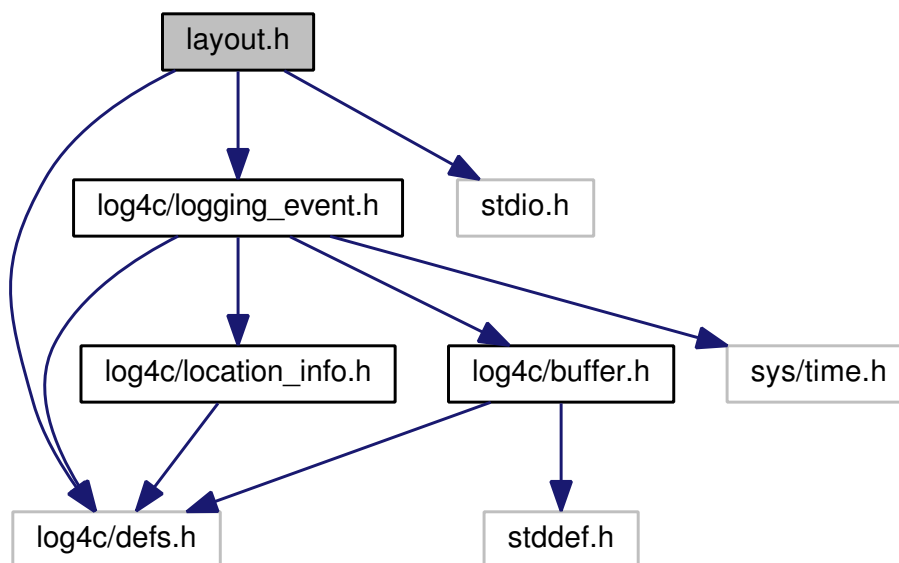 layout.h
log4c/logging_event.h
stdio.h
log4c/location_info.h
log4c/buffer.h
sys/time.h
log4c/defs.h
stddef.h